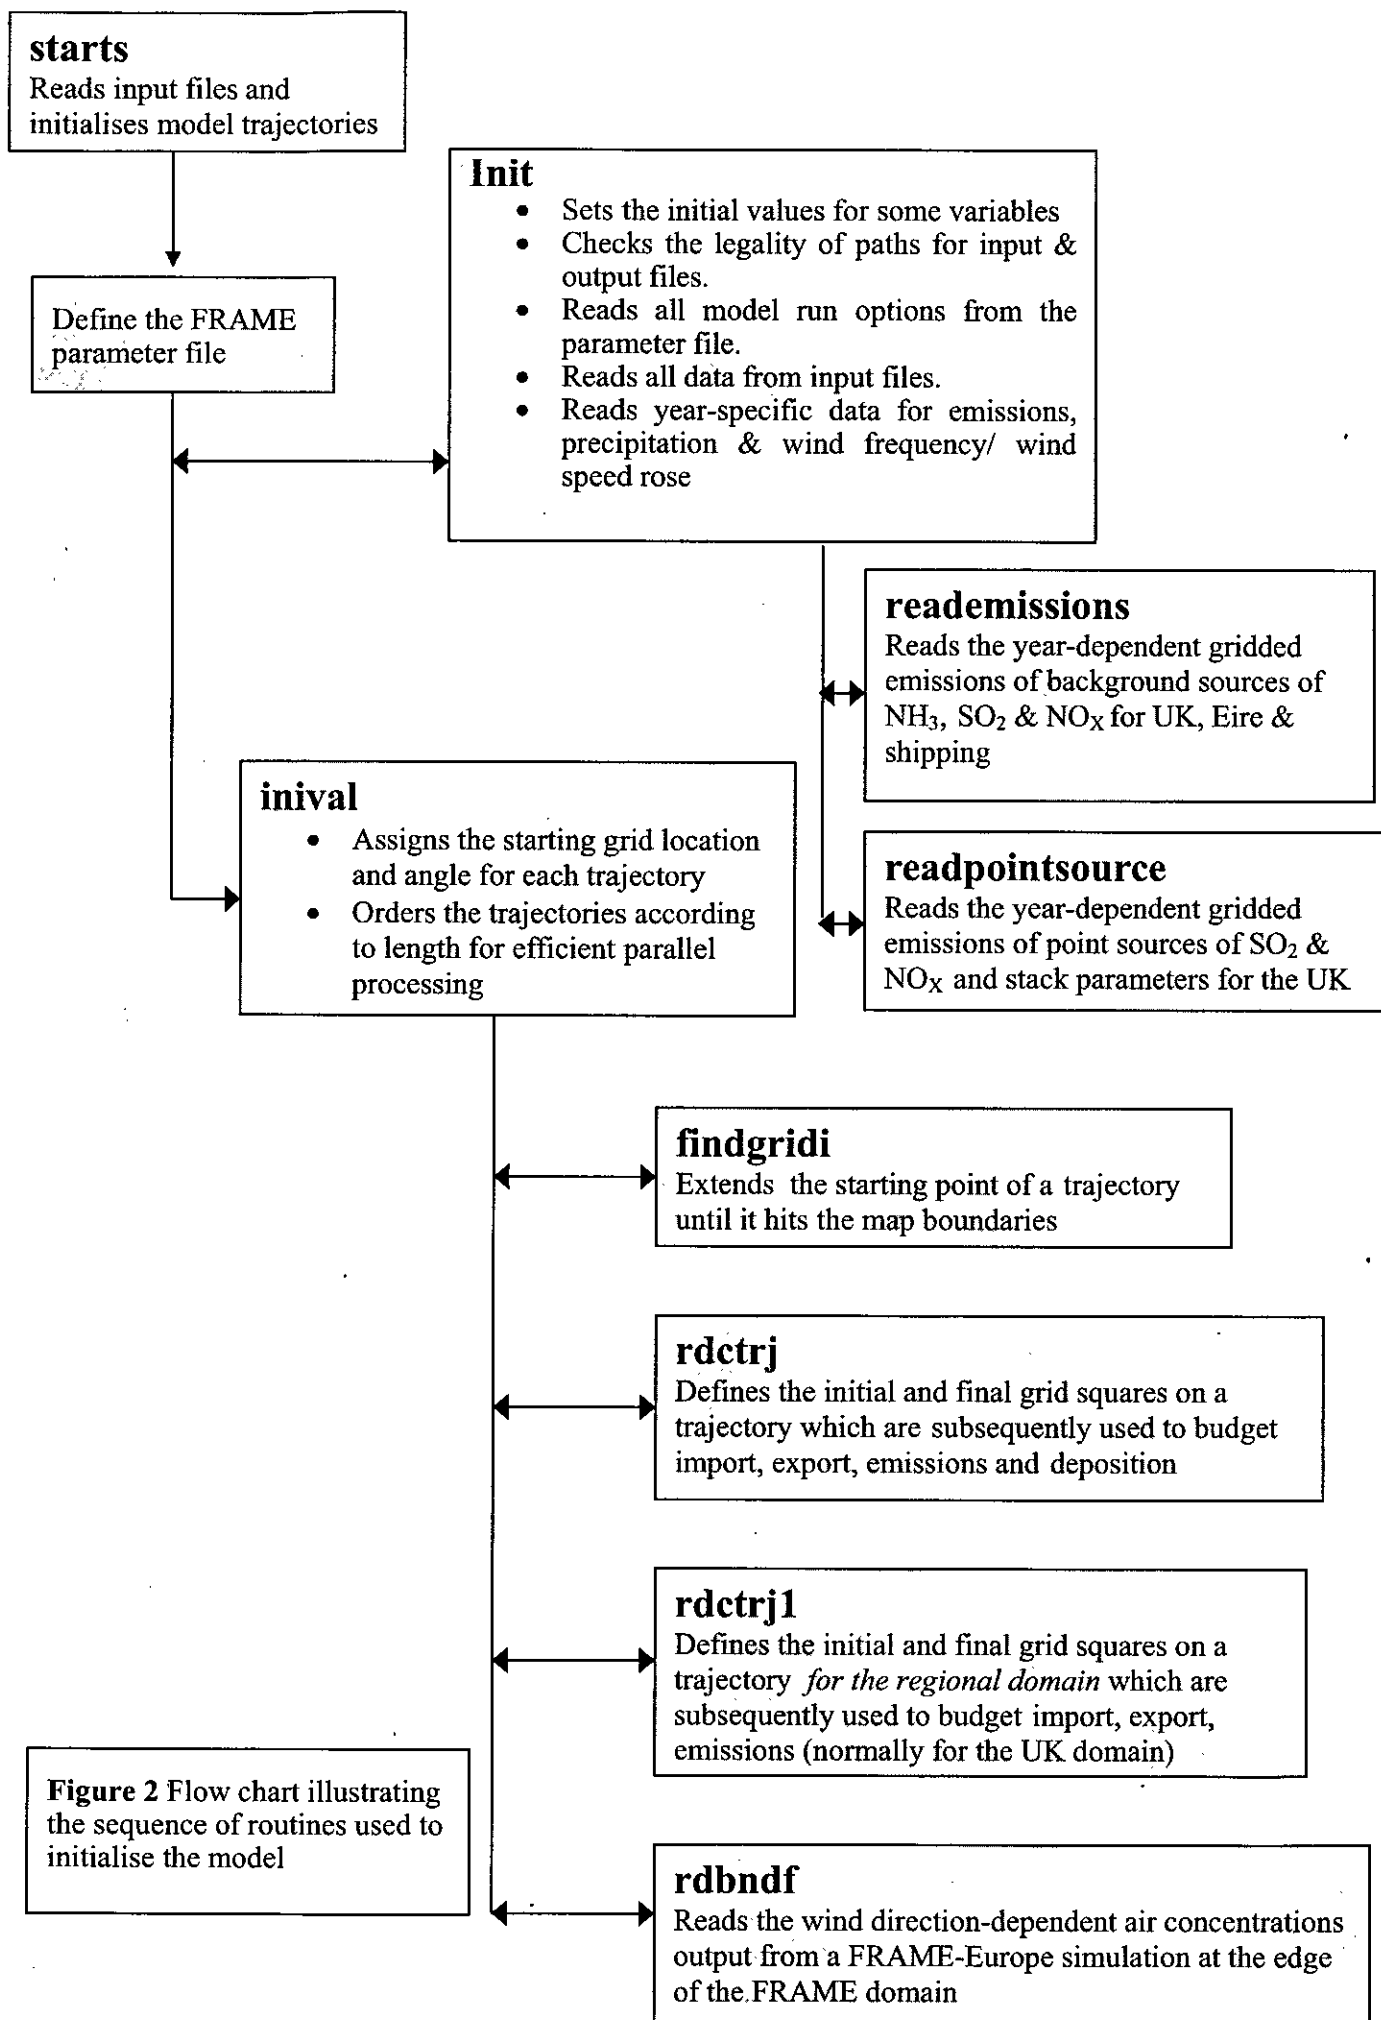 starts
Reads input files and
initialises model trajectories
Init
• Sets the initial values for some variables
• Checks the legality of paths for input &
output files.
• Reads all model run options from the
parameter file.
• Reads all data from input files.
• Reads year-specific data for emissions,
precipitation & wind frequency/ wind
speed rose
Define the FRAME
parameter file
reademissions
Reads the year-dependent gridded
emissions of background sources of
NH₃, SO₂ & NOₓ for UK, Eire &
shipping
inival
• Assigns the starting grid location
and angle for each trajectory
• Orders the trajectories according
to length for efficient parallel
processing
readpointsource
Reads the year-dependent gridded
emissions of point sources of SO₂ &
NOₓ and stack parameters for the UK
findgridi
Extends the starting point of a trajectory
until it hits the map boundaries
rdctrj
Defines the initial and final grid squares on a
trajectory which are subsequently used to budget
import, export, emissions and deposition
rdctrj1
Defines the initial and final grid squares on a
trajectory for the regional domain which are
subsequently used to budget import, export,
emissions (normally for the UK domain)
Figure 2 Flow chart illustrating
the sequence of routines used to
initialise the model
rdbndf
Reads the wind direction-dependent air concentrations
output from a FRAME-Europe simulation at the edge
of the FRAME domain